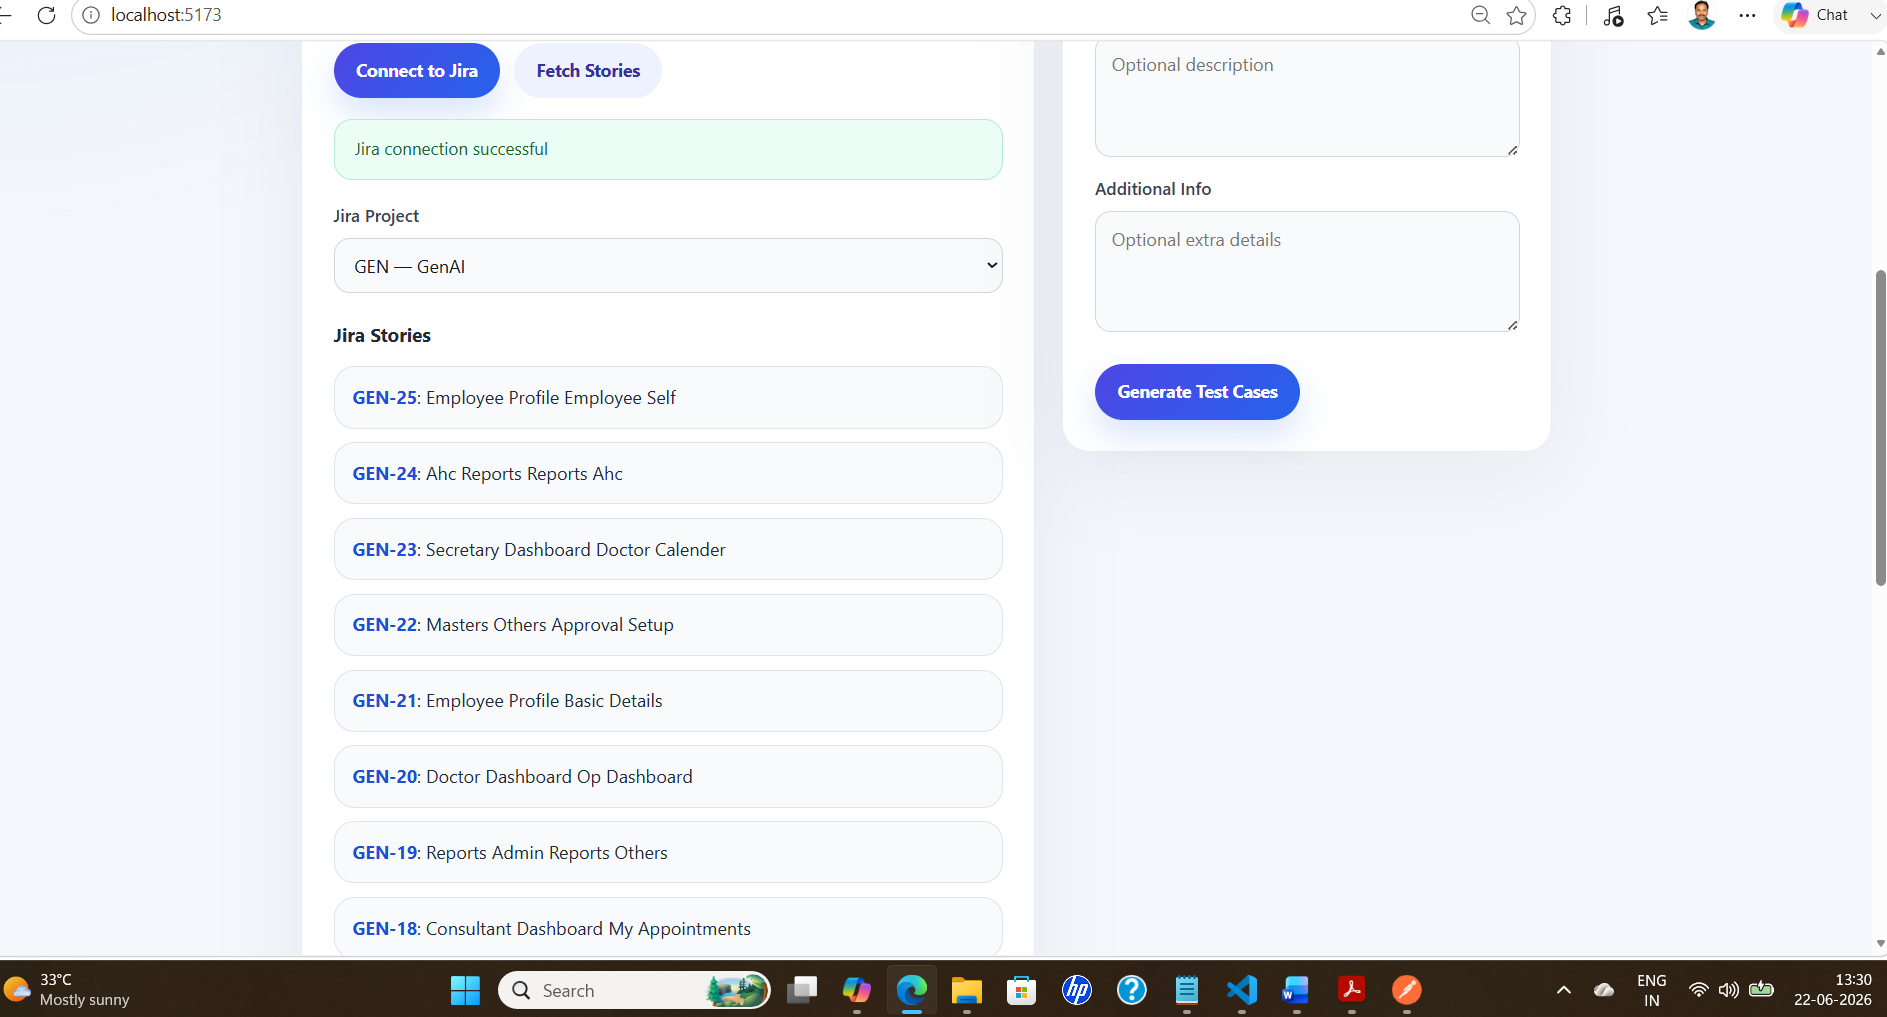 localhost:5173
Chat
Connect to Jira
Fetch Stories
Jira connection successful
Jira Project
GEN — GenAI
Jira Stories
GEN-25: Employee Profile Employee Self
GEN-24: Ahc Reports Reports Ahc
GEN-23: Secretary Dashboard Doctor Calender
GEN-22: Masters Others Approval Setup
GEN-21: Employee Profile Basic Details
GEN-20: Doctor Dashboard Op Dashboard
GEN-19: Reports Admin Reports Others
GEN-18: Consultant Dashboard My Appointments
Optional description
Additional Info
Optional extra details
Generate Test Cases
33°C
Mostly sunny
Search
hp
?
W
ENG
IN
13:30
22-06-2026